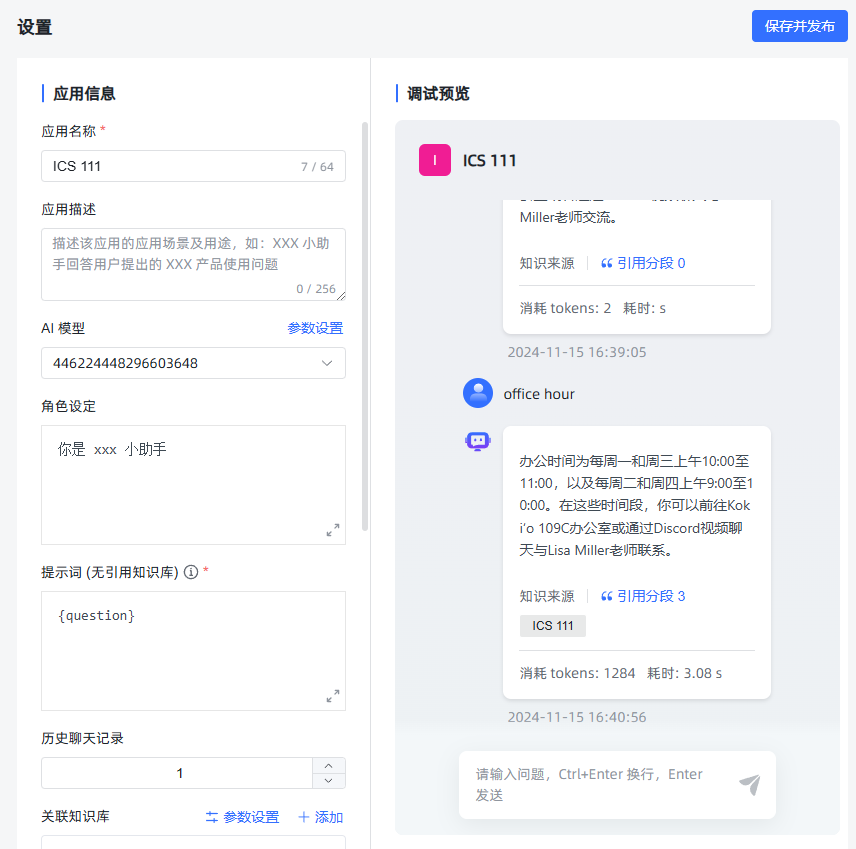 设置
保存并发布
应用信息
应用名称 *
ICS 111
7 / 64
应用描述
描述该应用的应用场景及用途，如：XXX 小助
手回答用户提出的 XXX 产品使用问题
0 / 256
AI 模型
参数设置
446224448296603648
角色设定
你是 xxx 小助手
提示词 (无引用知识库) *
{question}
历史聊天记录
1
关联知识库
参数设置
添加
调试预览
I
ICS 111
Miller老师交流。
知识来源
引用分段 0
消耗 tokens: 2 耗时: s
2024-11-15 16:39:05
office hour
办公时间为每周一和周三上午10:00至
11:00，以及每周二和周四上午9:00至1
0:00。在这些时间段，你可以前往Kok
i'o 109C办公室或通过Discord视频聊
天与Lisa Miller老师联系。
知识来源
引用分段 3
ICS 111
消耗 tokens: 1284 耗时: 3.08 s
2024-11-15 16:40:56
请输入问题，Ctrl+Enter 换行，Enter
发送